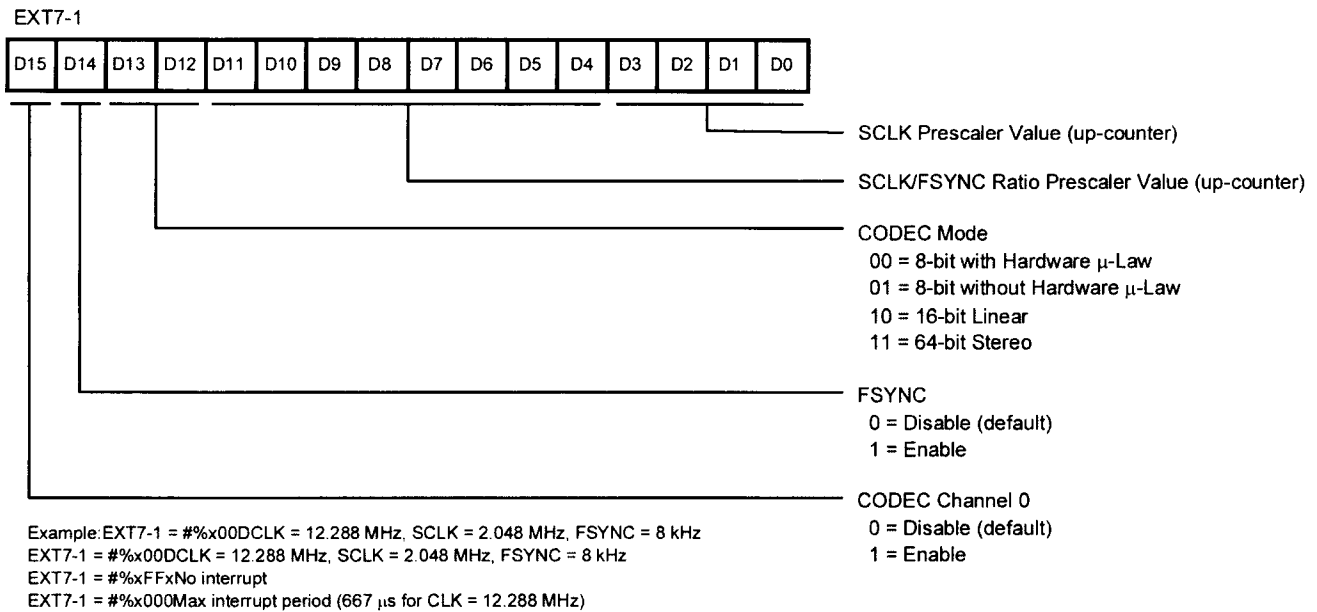 EXT7-1
D15 D14 D13 D12 D11 D10 D9 D8 D7 D6 D5 D4 D3 D2 D1 D0
SCLK Prescaler Value (up-counter)
SCLK/FSYNC Ratio Prescaler Value (up-counter)
CODEC Mode
00 = 8-bit with Hardware µ-Law
01 = 8-bit without Hardware µ-Law
10 = 16-bit Linear
11 = 64-bit Stereo
FSYNC
0 = Disable (default)
1 = Enable
CODEC Channel 0
0 = Disable (default)
1 = Enable
Example:EXT7-1 = #%x00DCLK = 12.288 MHz, SCLK = 2.048 MHz, FSYNC = 8 kHz
EXT7-1 = #%x00DCLK = 12.288 MHz, SCLK = 2.048 MHz, FSYNC = 8 kHz
EXT7-1 = #%xFFxNo interrupt
EXT7-1 = #%x000Max interrupt period (667 µs for CLK = 12.288 MHz)